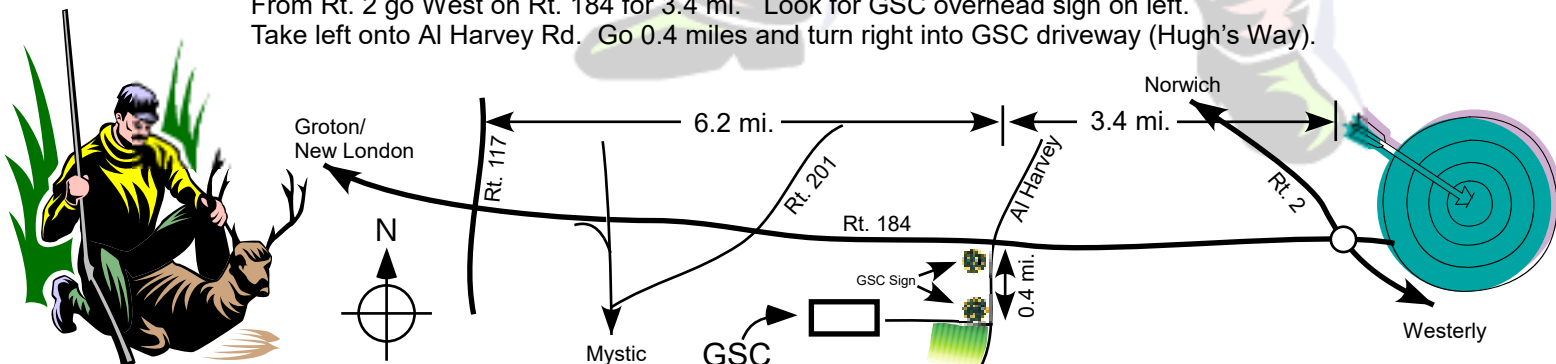 From Rt. 2 go West on Rt. 184 for 3.4 mi. Look for GSC overhead sign on left.
Take left onto Al Harvey Rd. Go 0.4 miles and turn right into GSC driveway (Hugh's Way).
Norwich
6.2 mi.
3.4 mi.
Groton/
New London
Rt. 117
Rt. 201
Al Harvey
Rt. 2
Rt. 184
N
GSC Sign
0.4 mi.
Westerly
Mystic
GSC